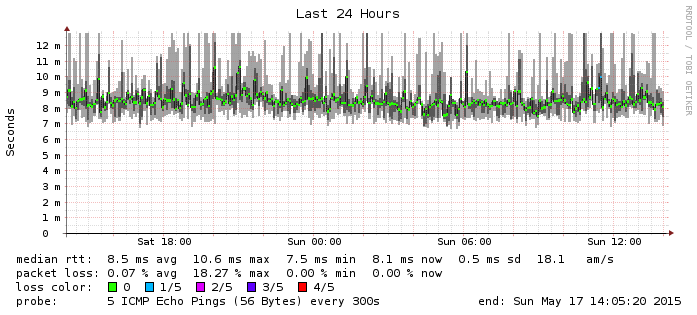 Last 24 Hours
RRDTOOL / TOBI OETIKER
Seconds
12 m
11 m
10 m
9 m
8 m
7 m
6 m
5 m
4 m
3 m
2 m
1 m
0
Sat 18:00 Sun 00:00 Sun 06:00 Sun 12:00
median rtt: 8.5 ms avg 10.6 ms max 7.5 ms min 8.1 ms now 0.5 ms sd 18.1 am/s
packet loss: 0.07 % avg 18.27 % max 0.00 % min 0.00 % now
loss color: 0 1/5 2/5 3/5 4/5
probe: 5 ICMP Echo Pings (56 Bytes) every 300s end: Sun May 17 14:05:20 2015